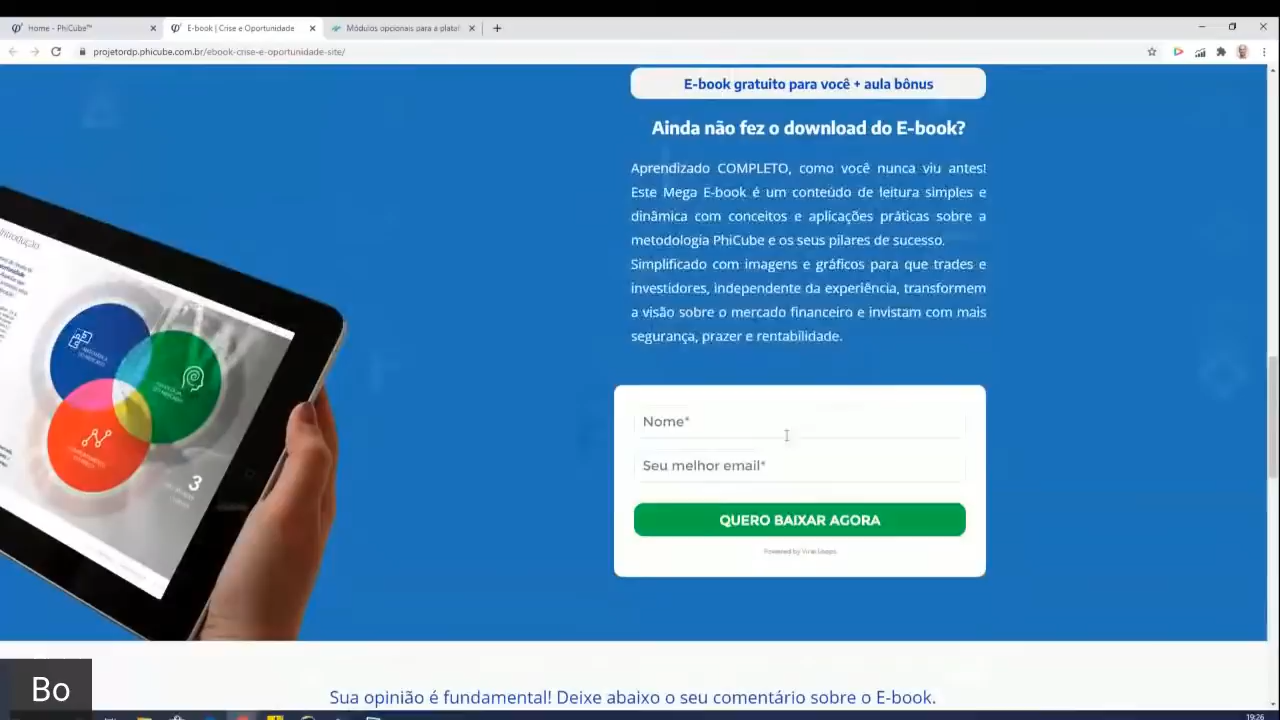 Home - PhiCube™
E-book | Crise e Oportunidade
Módulos opcionais para a plataf
projetordp.phicube.com.br/ebook-crise-e-oportunidade-site/
E-book gratuito para você + aula bônus
Ainda não fez o download do E-book?
Aprendizado COMPLETO, como você nunca viu antes!
Este Mega E-book é um conteúdo de leitura simples e
dinâmica com conceitos e aplicações práticas sobre a
metodologia PhiCube e os seus pilares de sucesso.
Simplificado com imagens e gráficos para que trades e
investidores, independente da experiência, transformem
a visão sobre o mercado financeiro e invistam com mais
segurança, prazer e rentabilidade.
Introdução
3
Nome*
Seu melhor email*
QUERO BAIXAR AGORA
Powered by Viral Loops
Sua opinião é fundamental! Deixe abaixo o seu comentário sobre o E-book.
Bo
19:26